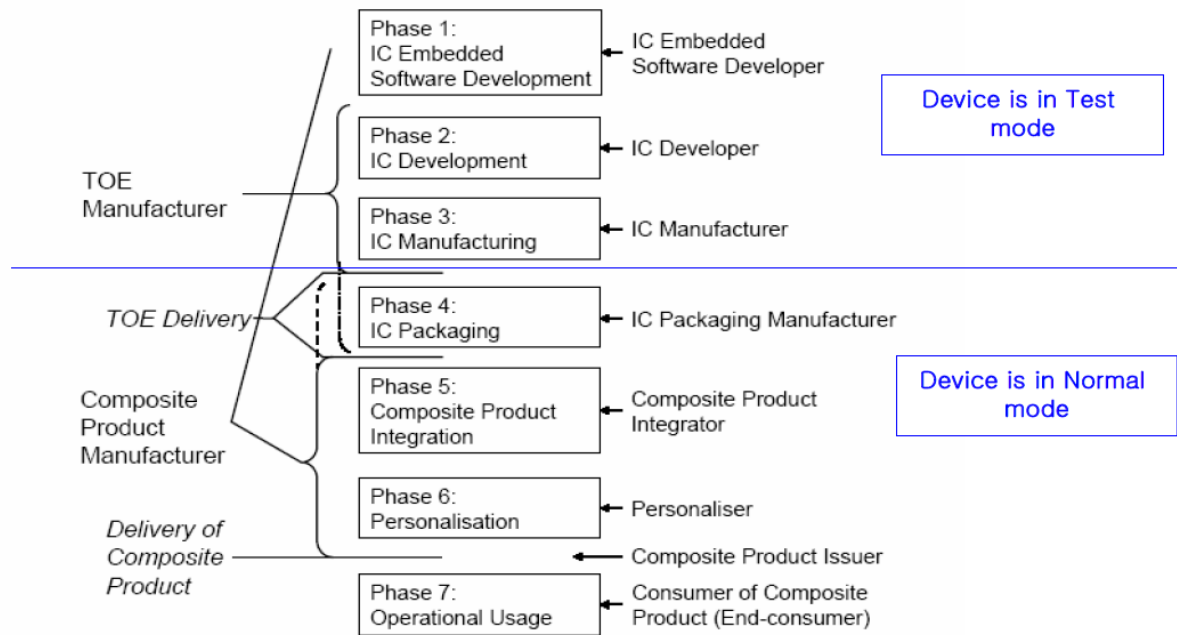 Phase 1:
IC Embedded
Software Development
IC Embedded
Software Developer
Device is in Test
mode
Phase 2:
IC Development
IC Developer
TOE
Manufacturer
Phase 3:
IC Manufacturing
IC Manufacturer
TOE Delivery
Phase 4:
IC Packaging
IC Packaging Manufacturer
Device is in Normal
mode
Composite
Product
Manufacturer
Phase 5:
Composite Product
Integration
Composite Product
Integrator
Phase 6:
Personalisation
Personaliser
Delivery of
Composite
Product
Composite Product Issuer
Phase 7:
Operational Usage
Consumer of Composite
Product (End-consumer)